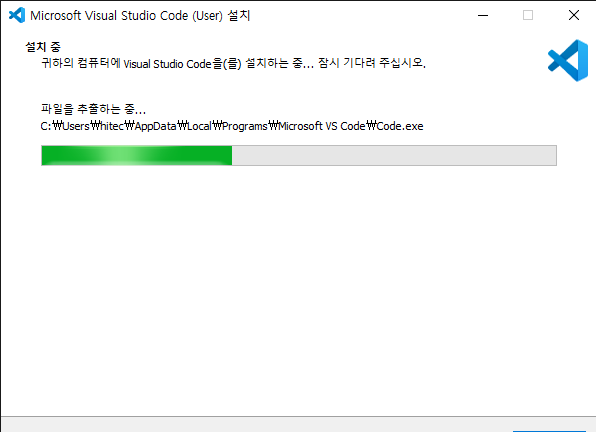 Microsoft Visual Studio Code (User) 설치
설치 중
귀하의 컴퓨터에 Visual Studio Code을(를) 설치하는 중... 잠시 기다려 주십시오.
파일을 추출하는 중...
C:₩Users₩hitec₩AppData₩Local₩Programs₩Microsoft VS Code₩Code.exe